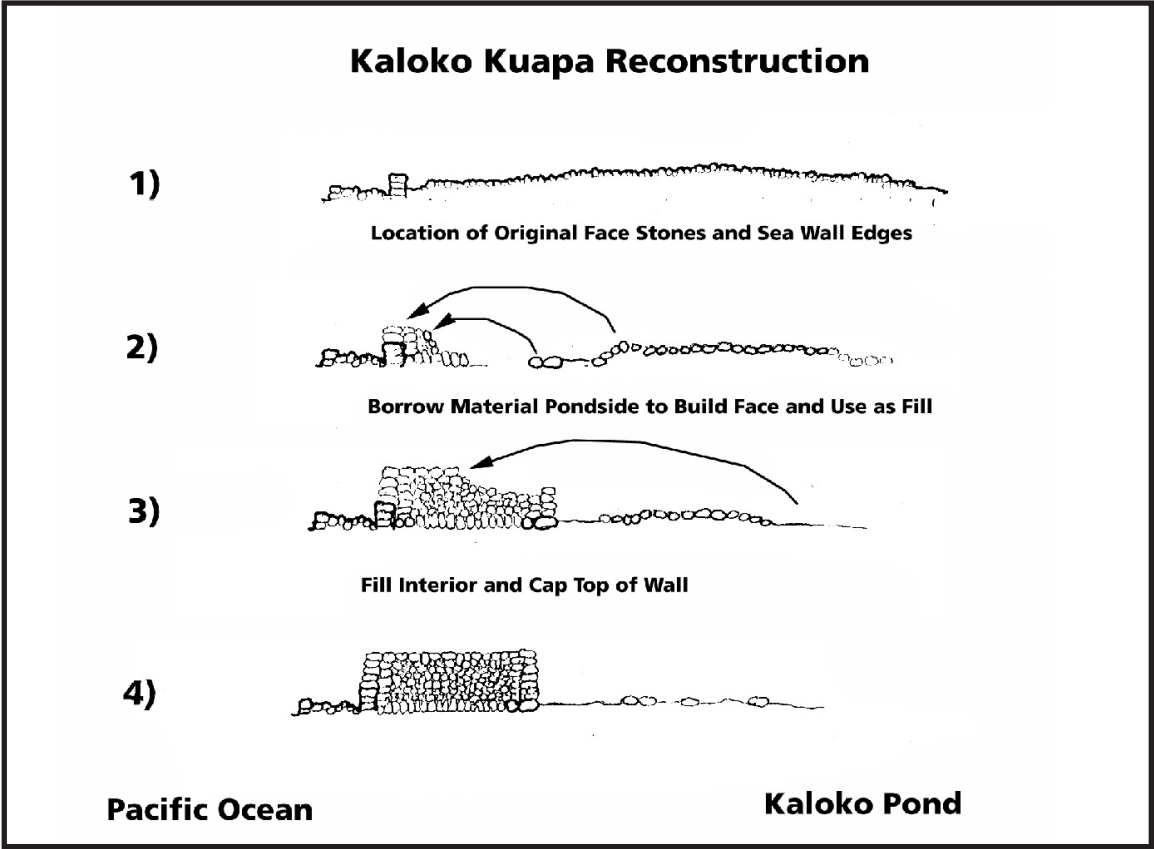 Kaloko Kuapa Reconstruction
1)
Location of Original Face Stones and Sea Wall Edges
2)
Borrow Material Pondside to Build Face and Use as Fill
3)
Fill Interior and Cap Top of Wall
4)
Pacific Ocean
Kaloko Pond